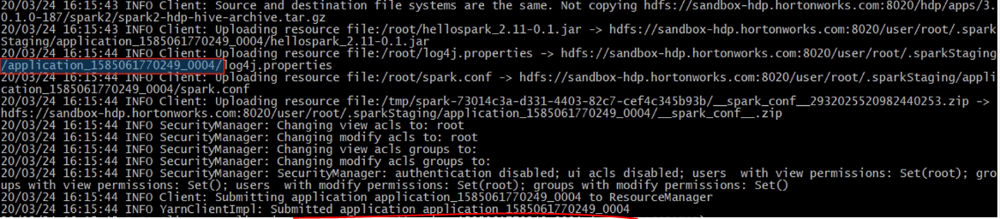 20/03/24 16:15:43 INFO Client: Source and destination file systems are the same. Not copying hdfs://sandbox-hdp.hortonworks.com:8020/hdp/apps/3.
0.1.0-187/spark2/spark2-hdp-hive-archive.tar.gz
20/03/24 16:15:43 INFO Client: Uploading resource file:/root/hellospark_2.11-0.1.jar -> hdfs://sandbox-hdp.hortonworks.com:8020/user/root/.spark
Staging/application_1585061770249_0004/hellospark_2.11-0.1.jar
20/03/24 16:15:44 INFO Client: Uploading resource file:/root/log4j.properties -> hdfs://sandbox-hdp.hortonworks.com:8020/user/root/.sparkStaging
/application_1585061770249_0004/log4j.properties
20/03/24 16:15:44 INFO Client: Uploading resource file:/root/spark.conf -> hdfs://sandbox-hdp.hortonworks.com:8020/user/root/.sparkStaging/appli
cation_1585061770249_0004/spark.conf
20/03/24 16:15:44 INFO Client: Uploading resource file:/tmp/spark-73014c3a-d331-4403-82c7-cef4c345b93b/__spark_conf__2932025520982440253.zip ->
hdfs://sandbox-hdp.hortonworks.com:8020/user/root/.sparkStaging/application_1585061770249_0004/__spark_conf__.zip
20/03/24 16:15:44 INFO SecurityManager: Changing view acls to: root
20/03/24 16:15:44 INFO SecurityManager: Changing modify acls to: root
20/03/24 16:15:44 INFO SecurityManager: Changing view acls groups to:
20/03/24 16:15:44 INFO SecurityManager: Changing modify acls groups to:
20/03/24 16:15:44 INFO SecurityManager: SecurityManager: authentication disabled; ui acls disabled; users  with view permissions: Set(root); gro
ups with view permissions: Set(); users  with modify permissions: Set(root); groups with modify permissions: Set()
20/03/24 16:15:44 INFO Client: Submitting application application_1585061770249_0004 to ResourceManager
20/03/24 16:15:44 INFO YarnClientImpl: Submitted application application_1585061770249_0004